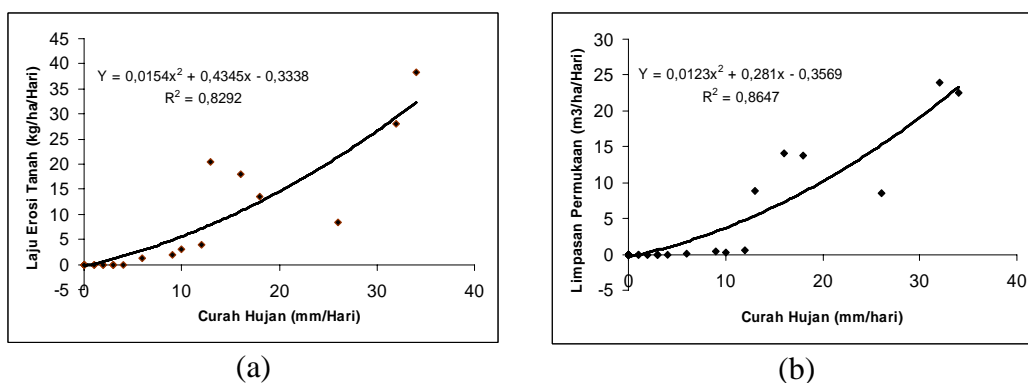 Laju Erosi Tanah (kg/ha/Hari)
45
40
35
30
25
20
15
10
5
0
-5
Y = 0,0154x² + 0,4345x - 0,3338
R² = 0,8292
0
10
20
30
40
Curah Hujan (mm/Hari)
(a)
Limpasan Permukaan (m3/ha/Hari)
30
25
20
15
10
5
0
-5
Y = 0,0123x² + 0,281x - 0,3569
R² = 0,8647
0
10
20
30
40
Curah Hujan (mm/hari)
(b)